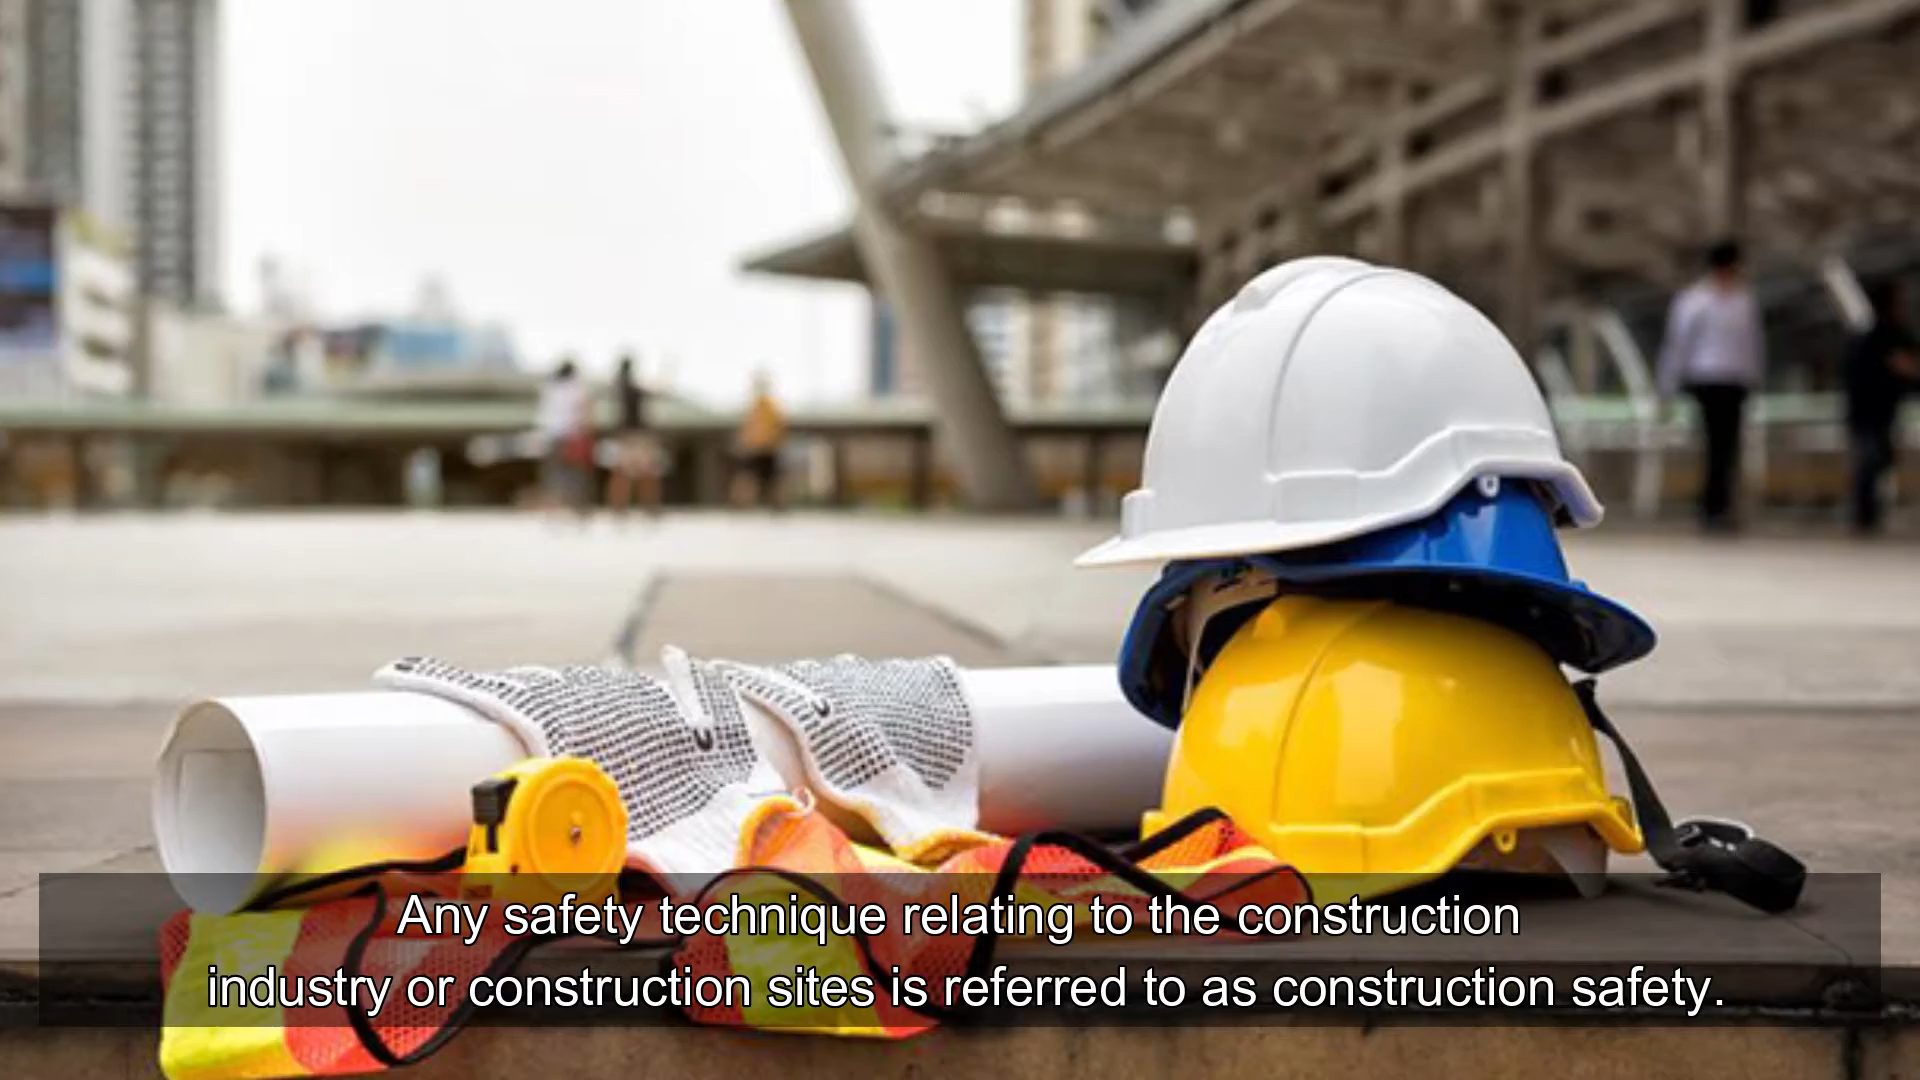 Any safety technique relating to the construction
industry or construction sites is referred to as construction safety.